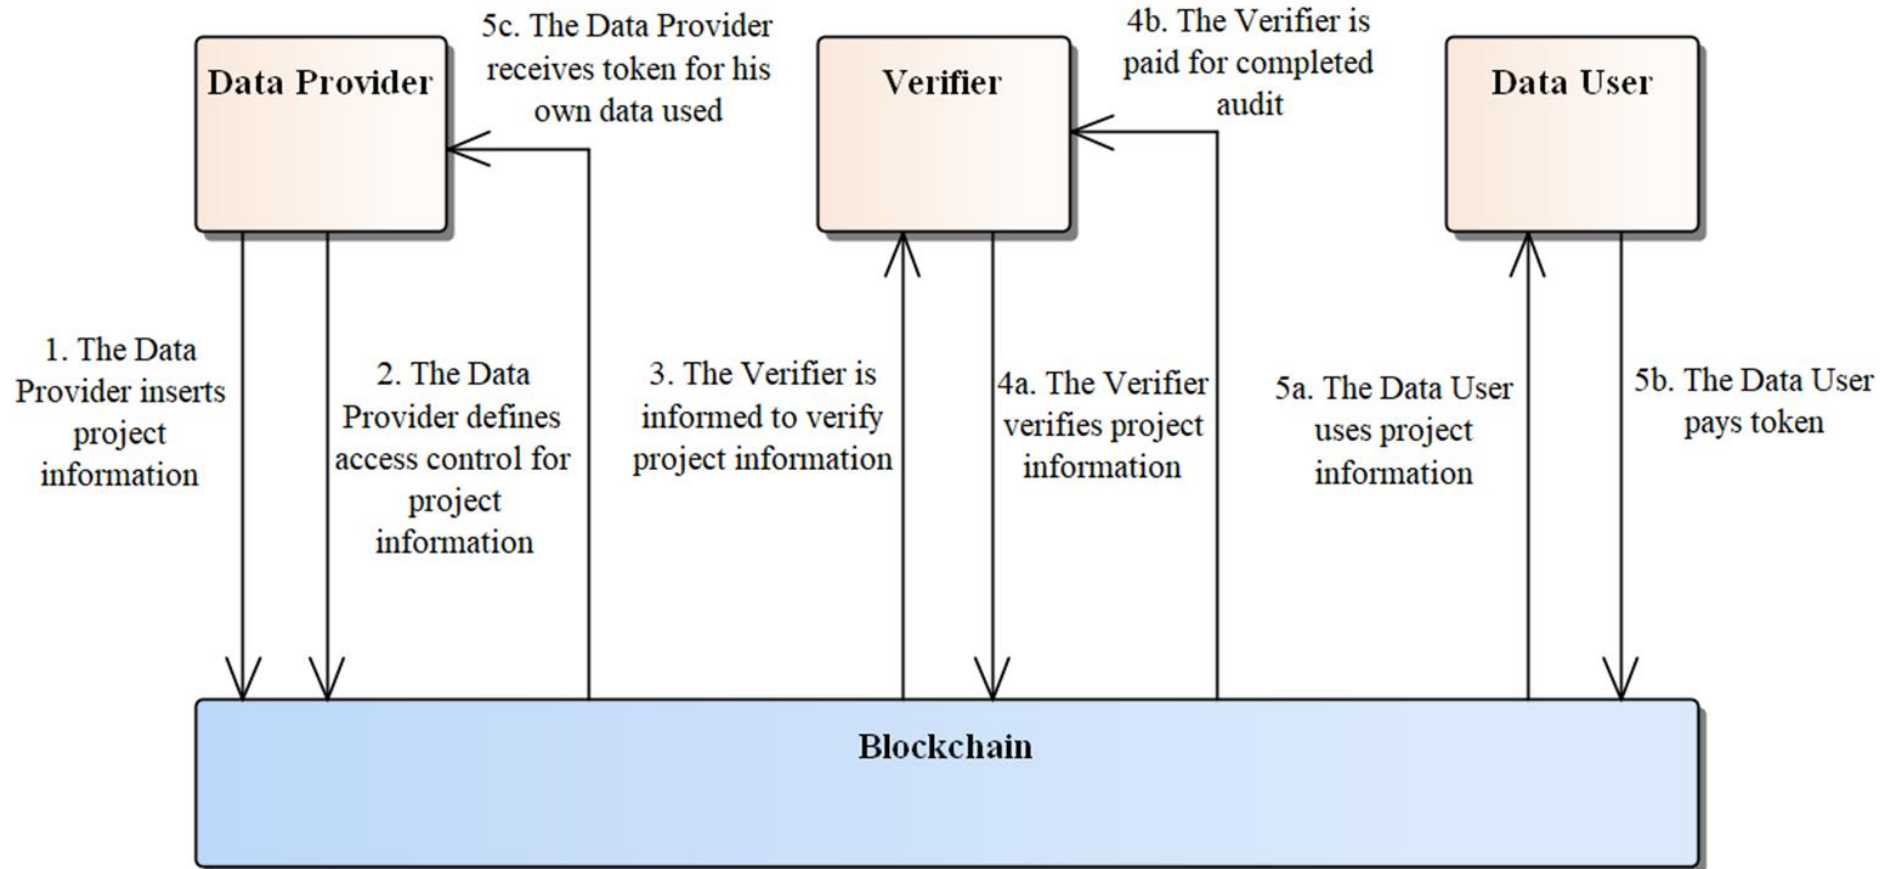 Data Provider
5c. The Data Provider
receives token for his
own data used
Verifier
4b. The Verifier is
paid for completed
audit
Data User
1. The Data
Provider inserts
project
information
2. The Data
Provider defines
access control for
project
information
3. The Verifier is
informed to verify
project information
4a. The Verifier
verifies project
information
5a. The Data User
uses project
information
5b. The Data User
pays token
Blockchain